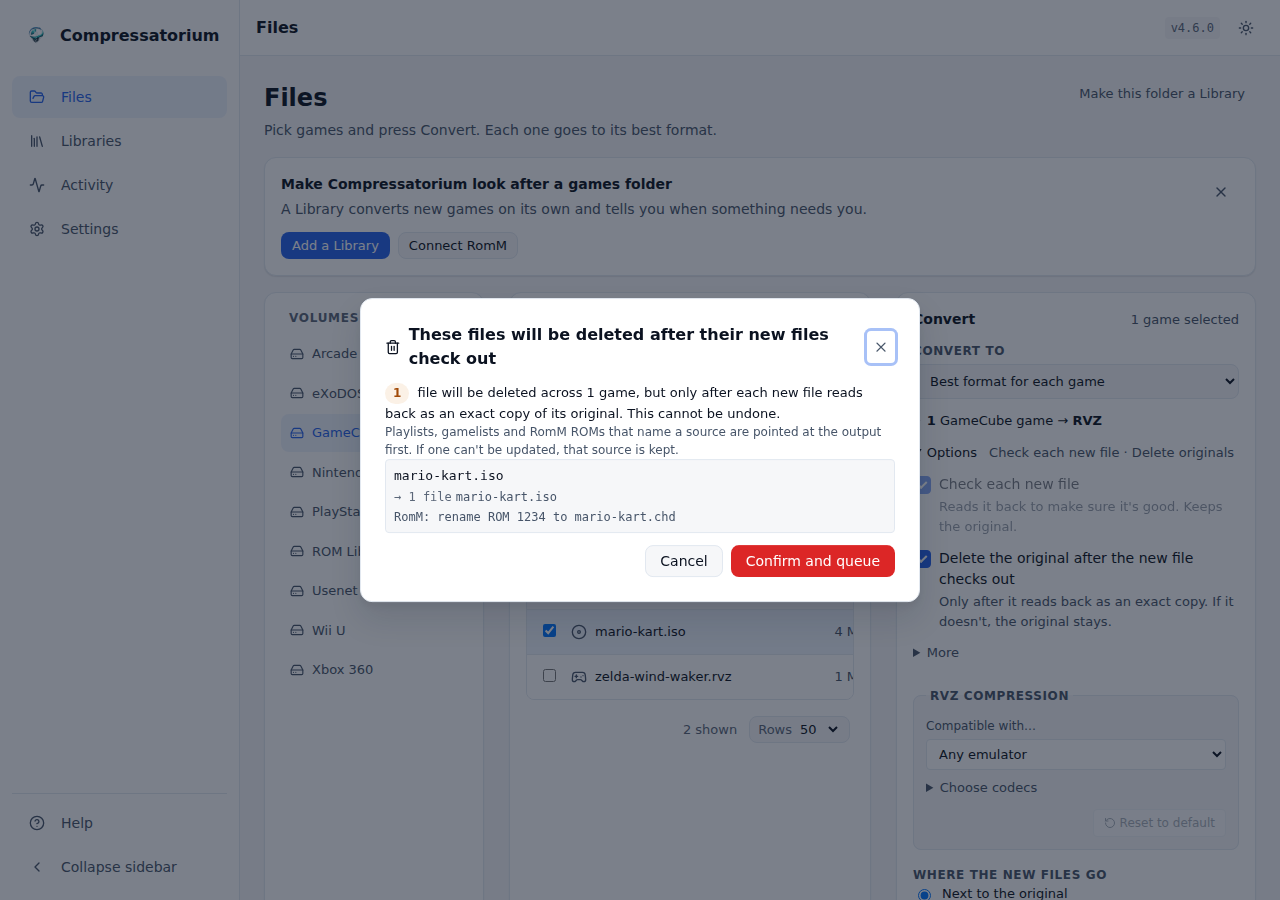 Compressatorium
Files
v4.6.0
Files
Libraries
Activity
Settings
Help
Collapse sidebar
Files
Make this folder a Library
Pick games and press Convert. Each one goes to its best format.
Make Compressatorium look after a games folder
A Library converts new games on its own and tells you when something needs you.
Add a Library
Connect RomM
VOLUMES
Arcade
eXoDOS
GameC
Nintend
PlaySta
ROM Lib
Usenet
Wii U
Xbox 360
These files will be deleted after their new files
check out
1 file will be deleted across 1 game, but only after each new file reads
back as an exact copy of its original. This cannot be undone.
Playlists, gamelists and RomM ROMs that name a source are pointed at the output
first. If one can't be updated, that source is kept.
mario-kart.iso
→ 1 file mario-kart.iso
RomM: rename ROM 1234 to mario-kart.chd
Cancel
Confirm and queue
mario-kart.iso
4 M
zelda-wind-waker.rvz
1 M
2 shown
Rows 50
Convert
1 game selected
CONVERT TO
Best format for each game
1 GameCube game → RVZ
Options Check each new file · Delete originals
Check each new file
Reads it back to make sure it's good. Keeps
the original.
Delete the original after the new file
checks out
Only after it reads back as an exact copy. If it
doesn't, the original stays.
More
RVZ COMPRESSION
Compatible with...
Any emulator
Choose codecs
Reset to default
WHERE THE NEW FILES GO
Next to the original